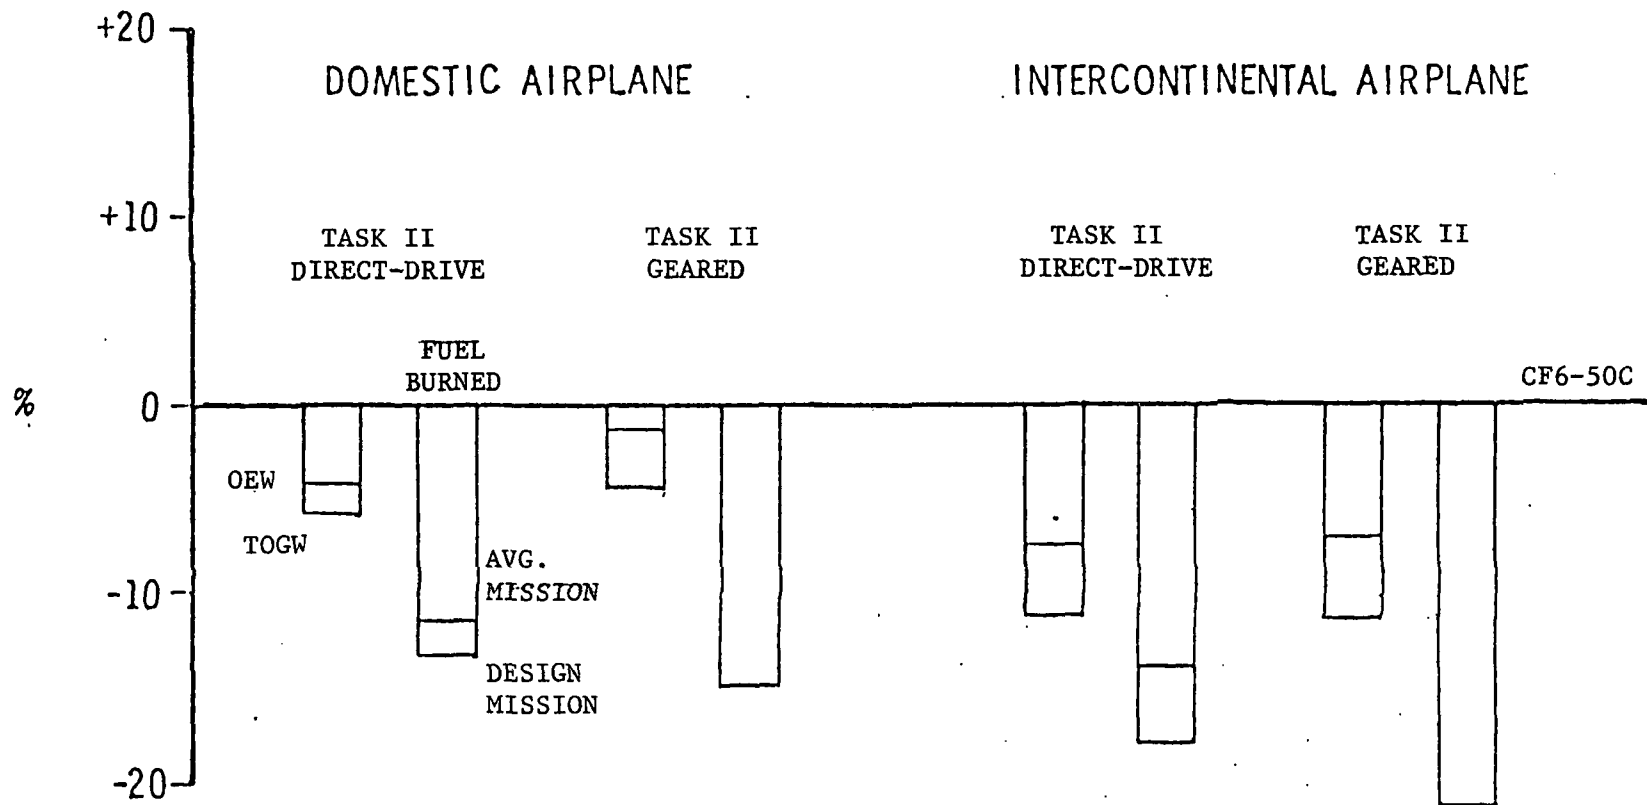 +20
DOMESTIC AIRPLANE
INTERCONTINENTAL AIRPLANE
+10
TASK II
DIRECT-DRIVE
TASK II
GEARED
TASK II
DIRECT-DRIVE
TASK II
GEARED
FUEL
BURNED
CF6-50C
%
0
OEW
TOGW
AVG.
MISSION
-10
DESIGN
MISSION
-20